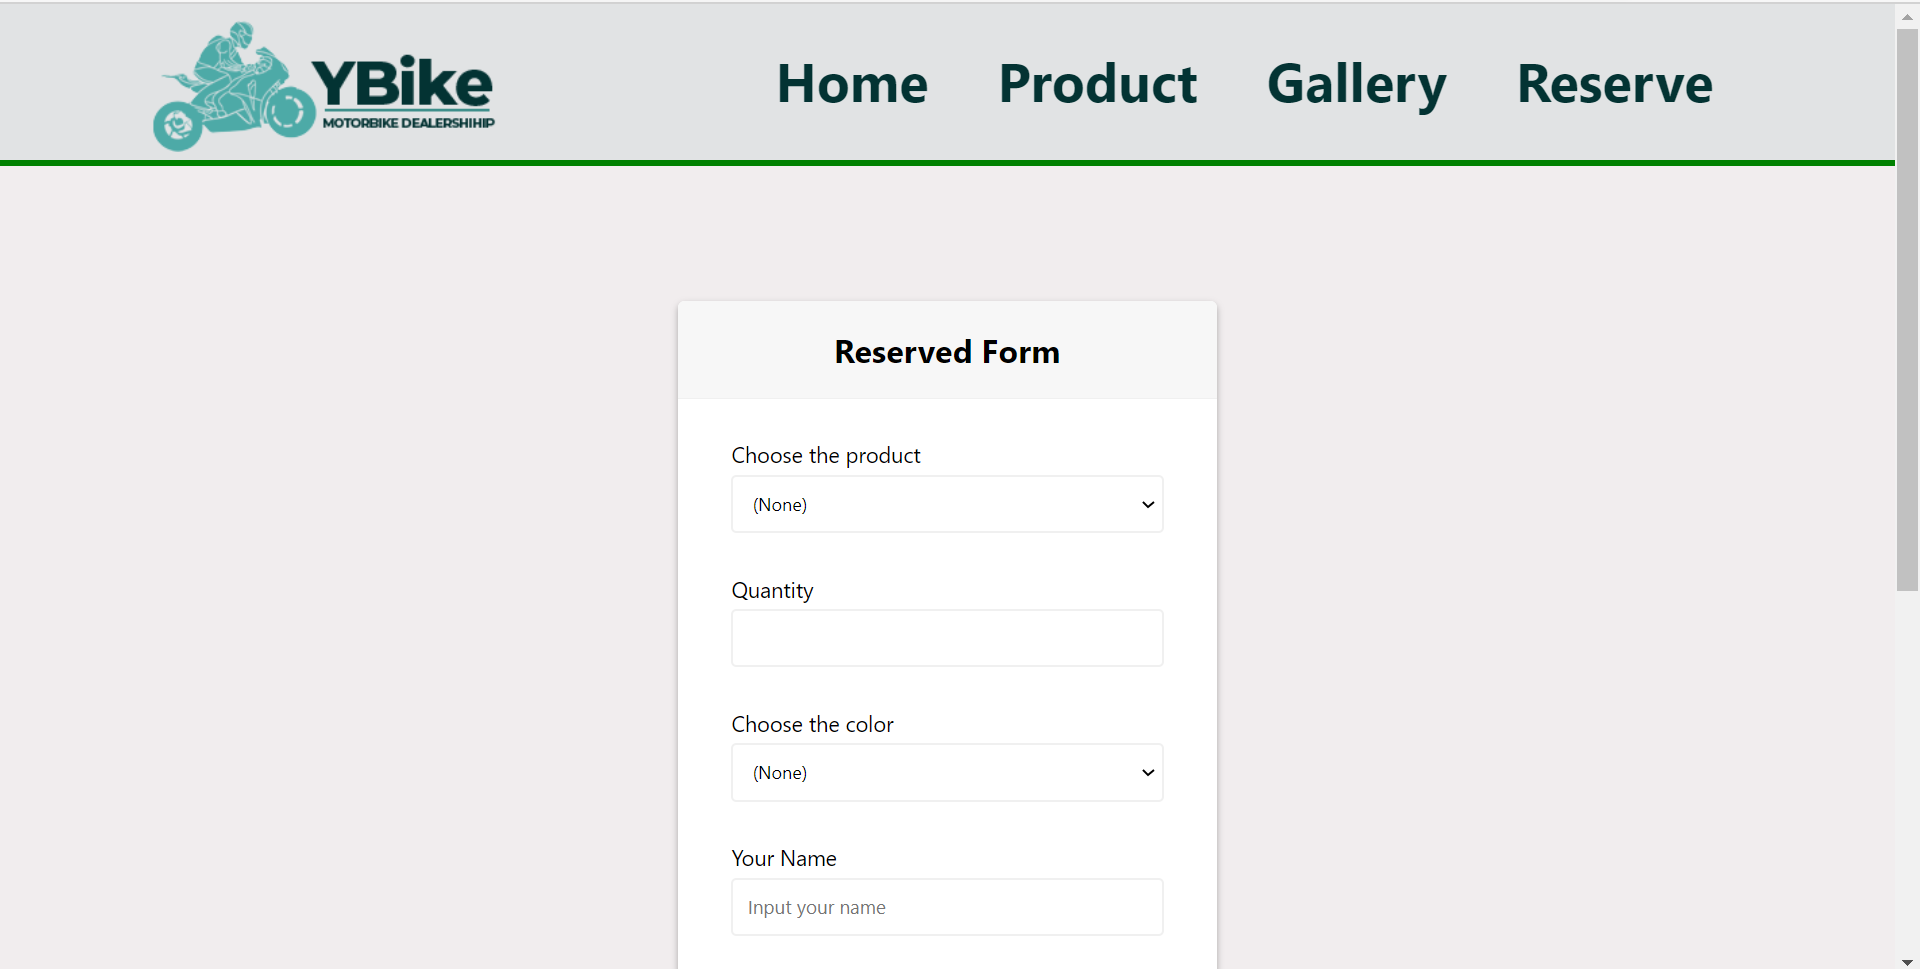 YBike
MOTORBIKE DEALERSHIHIP
Home Product Gallery Reserve
Reserved Form
Choose the product
(None)
Quantity
Choose the color
(None)
Your Name
Input your name